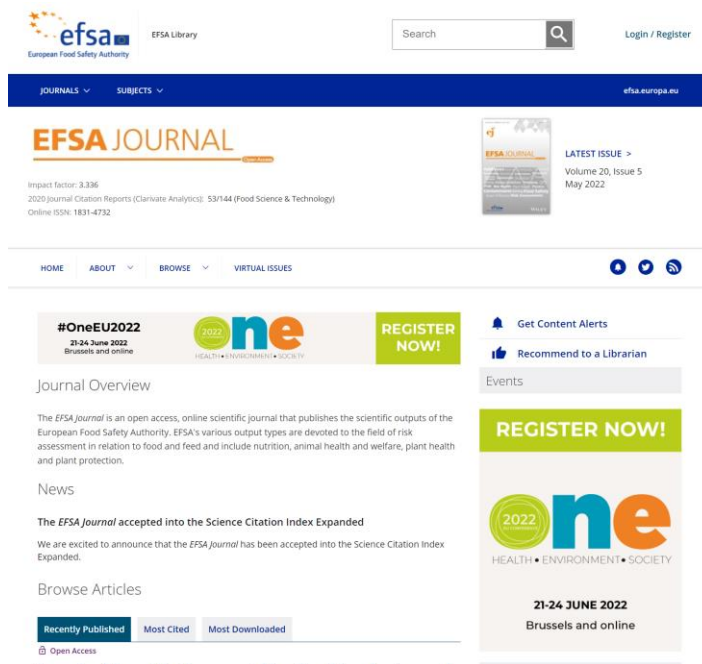 efsa
European Food Safety Authority
EFSA Library
Search
Login / Register
JOURNALS
SUBJECTS
efsa.europa.eu
EFSA JOURNAL
Open Access
Impact factor: 3.336
2020 Journal Citation Reports (Clarivate Analytics): 53/144 (Food Science & Technology)
Online ISSN: 1831-4732
EFSA JOURNAL
LATEST ISSUE >
Volume 20, Issue 5
May 2022
HOME
ABOUT
BROWSE
VIRTUAL ISSUES
#OneEU2022
21-24 June 2022
Brussels and online
2022
one
HEALTH • ENVIRONMENT • SOCIETY
REGISTER
NOW!
Get Content Alerts
Recommend to a Librarian
Events
Journal Overview
The EFSA Journal is an open access, online scientific journal that publishes the scientific outputs of the
European Food Safety Authority. EFSA's various output types are devoted to the field of risk
assessment in relation to food and feed and include nutrition, animal health and welfare, plant health
and plant protection.
News
The EFSA Journal accepted into the Science Citation Index Expanded
We are excited to announce that the EFSA Journal has been accepted into the Science Citation Index
Expanded.
Browse Articles
Recently Published
Most Cited
Most Downloaded
Open Access
REGISTER NOW!
2022
one
HEALTH • ENVIRONMENT • SOCIETY
21-24 JUNE 2022
Brussels and online